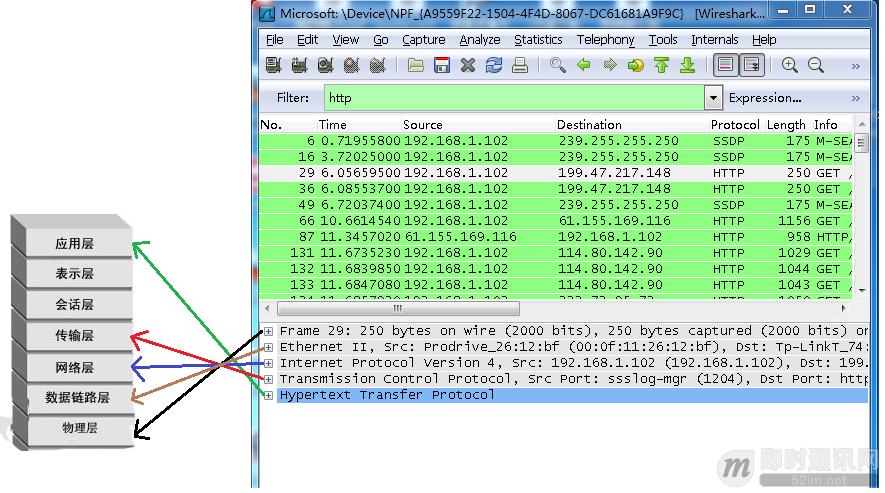 Microsoft: \Device\NPF_{A9559F22-1504-4F4D-8067-DC61681A9F9C} [Wireshark...
File Edit View Go Capture Analyze Statistics Telephony Tools Internals Help
Filter: http Expression... »
No. Time Source Destination Protocol Length Info
6 0.71955800 192.168.1.102 239.255.255.250 SSDP 175 M-SEA
16 3.72025000 192.168.1.102 239.255.255.250 SSDP 175 M-SEA
29 6.05659500 192.168.1.102 199.47.217.148 HTTP 250 GET /
36 6.08553700 192.168.1.102 199.47.217.148 HTTP 250 GET /
49 6.72037400 192.168.1.102 239.255.255.250 SSDP 175 M-SEA
66 10.6614540 192.168.1.102 61.155.169.116 HTTP 1156 GET /
87 11.3457020 61.155.169.116 192.168.1.102 HTTP 958 HTTP/
131 11.6735230 192.168.1.102 114.80.142.90 HTTP 1029 GET /
132 11.6839850 192.168.1.102 114.80.142.90 HTTP 1044 GET /
133 11.6847080 192.168.1.102 114.80.142.90 HTTP 1043 GET /
应用层
表示层
会话层
传输层
网络层
数据链路层
物理层
Frame 29: 250 bytes on wire (2000 bits), 250 bytes captured (2000 bits) on
Ethernet II, Src: Prodrive_26:12:bf (00:0f:11:26:12:bf), Dst: Tp-LinkT_74:
Internet Protocol Version 4, Src: 192.168.1.102 (192.168.1.102), Dst: 199.
Transmission Control Protocol, Src Port: ssslog-mgr (1204), Dst Port: http
Hypertext Transfer Protocol
m 即时通讯网
52im.net